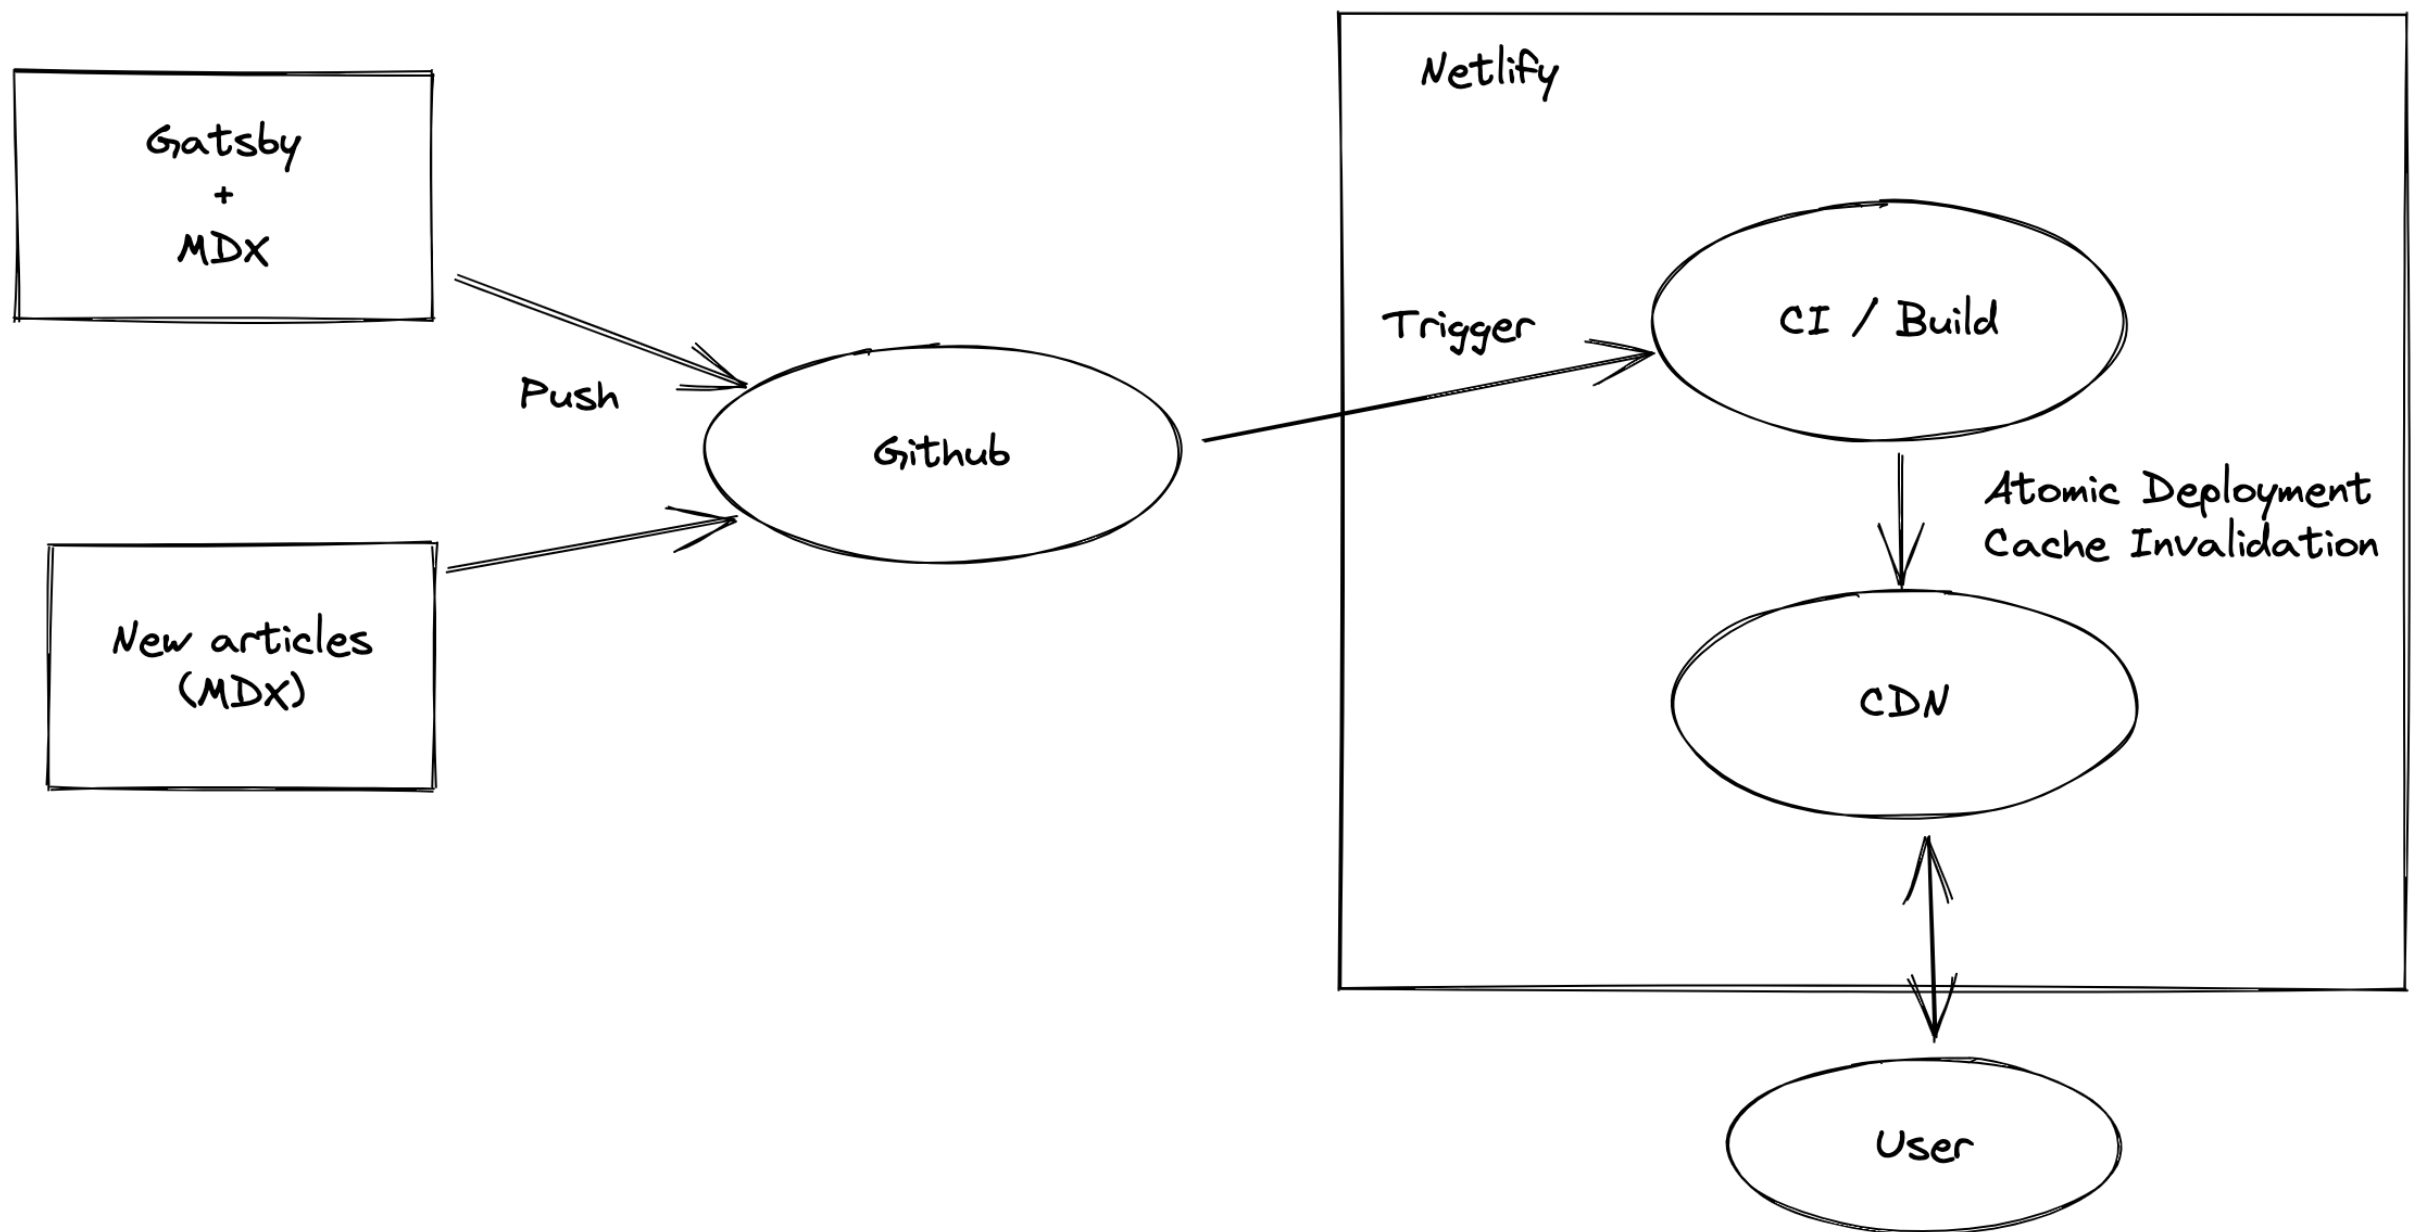 Gatsby
+
MDX
Push
New articles
(MDX)
Github
Netlify
Trigger
CI / Build
Atomic Deployment
Cache Invalidation
CDN
User